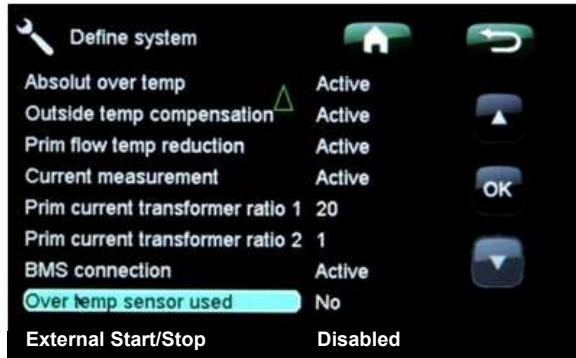 Define system
Absolut over temp Active
Outside temp compensation Active
Prim flow temp reduction Active
Current measurement Active
OK
Prim current transformer ratio 1 20
Prim current transformer ratio 2 1
BMS connection Active
Over temp sensor used No
External Start/Stop Disabled